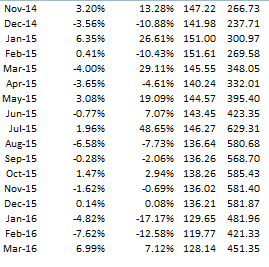 Nov-14 3.20% 13.28% 147.22 266.73
Dec-14 -3.56% -10.88% 141.98 237.71
Jan-15 6.35% 26.61% 151.00 300.97
Feb-15 0.41% -10.43% 151.61 269.58
Mar-15 -4.00% 29.11% 145.55 348.05
Apr-15 -3.65% -4.61% 140.24 332.01
May-15 3.08% 19.09% 144.57 395.40
Jun-15 -0.77% 7.07% 143.45 423.35
Jul-15 1.96% 48.65% 146.27 629.31
Aug-15 -6.58% -7.73% 136.64 580.68
Sep-15 -0.28% -2.06% 136.26 568.70
Oct-15 1.47% 2.94% 138.26 585.43
Nov-15 -1.62% -0.69% 136.02 581.40
Dec-15 0.14% 0.08% 136.21 581.87
Jan-16 -4.82% -17.17% 129.65 481.96
Feb-16 -7.62% -12.58% 119.77 421.33
Mar-16 6.99% 7.12% 128.14 451.35